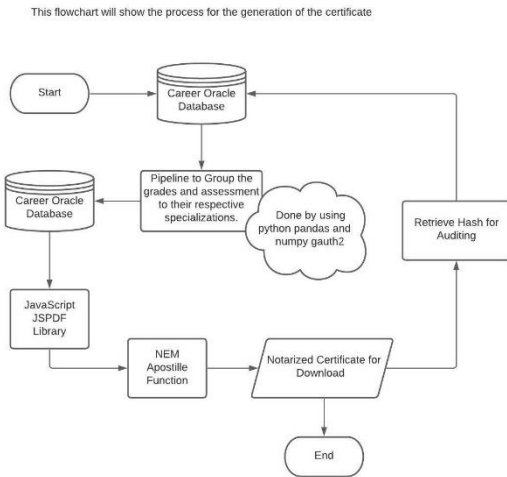 This flowchart will show the process for the generation of the certificate
Start
Career Oracle
Database
Pipeline to Group the
grades and assessment
to their respective
specializations.
Done by using
python pandas and
numpy gauth2
Career Oracle
Database
Retrieve Hash for
Auditing
JavaScript
JSPDF
Library
NEM
Apostille
Function
Notarized Certificate for
Download
End